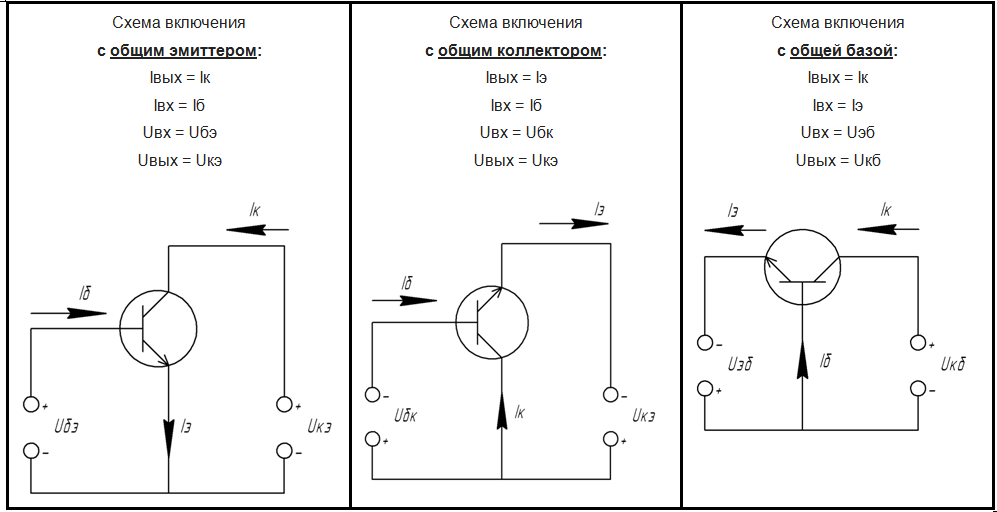 Схема включения
с общим эмиттером:
Iвых = Iк
Iвх = Iб
Uвх = Uбэ
Uвых = Uкэ
Iк
Iб
+
+
Uбэ
Iэ
Uкэ
−
−
Схема включения
с общим коллектором:
Iвых = Iэ
Iвх = Iб
Uвх = Uбк
Uвых = Uкэ
Iэ
Iб
−
−
Uбк
Iк
Uкэ
+
+
Схема включения
с общей базой:
Iвых = Iк
Iвх = Iэ
Uвх = Uэб
Uвых = Uкб
Iэ
Iк
−
+
Uэб
Iб
Uкб
+
−